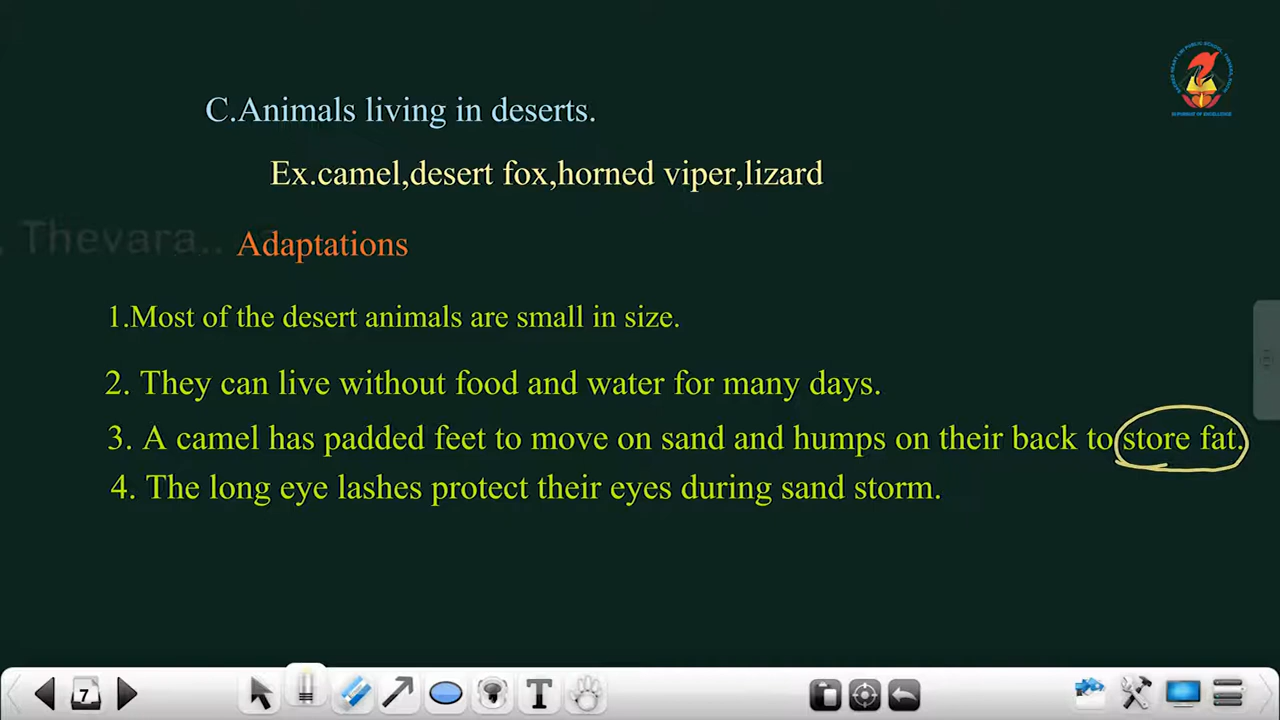 C.Animals living in deserts.
Ex.camel,desert fox,horned viper,lizard
Thevara..
Adaptations
1.Most of the desert animals are small in size.
2. They can live without food and water for many days.
3. A camel has padded feet to move on sand and humps on their back to store fat.
4. The long eye lashes protect their eyes during sand storm.
7
T